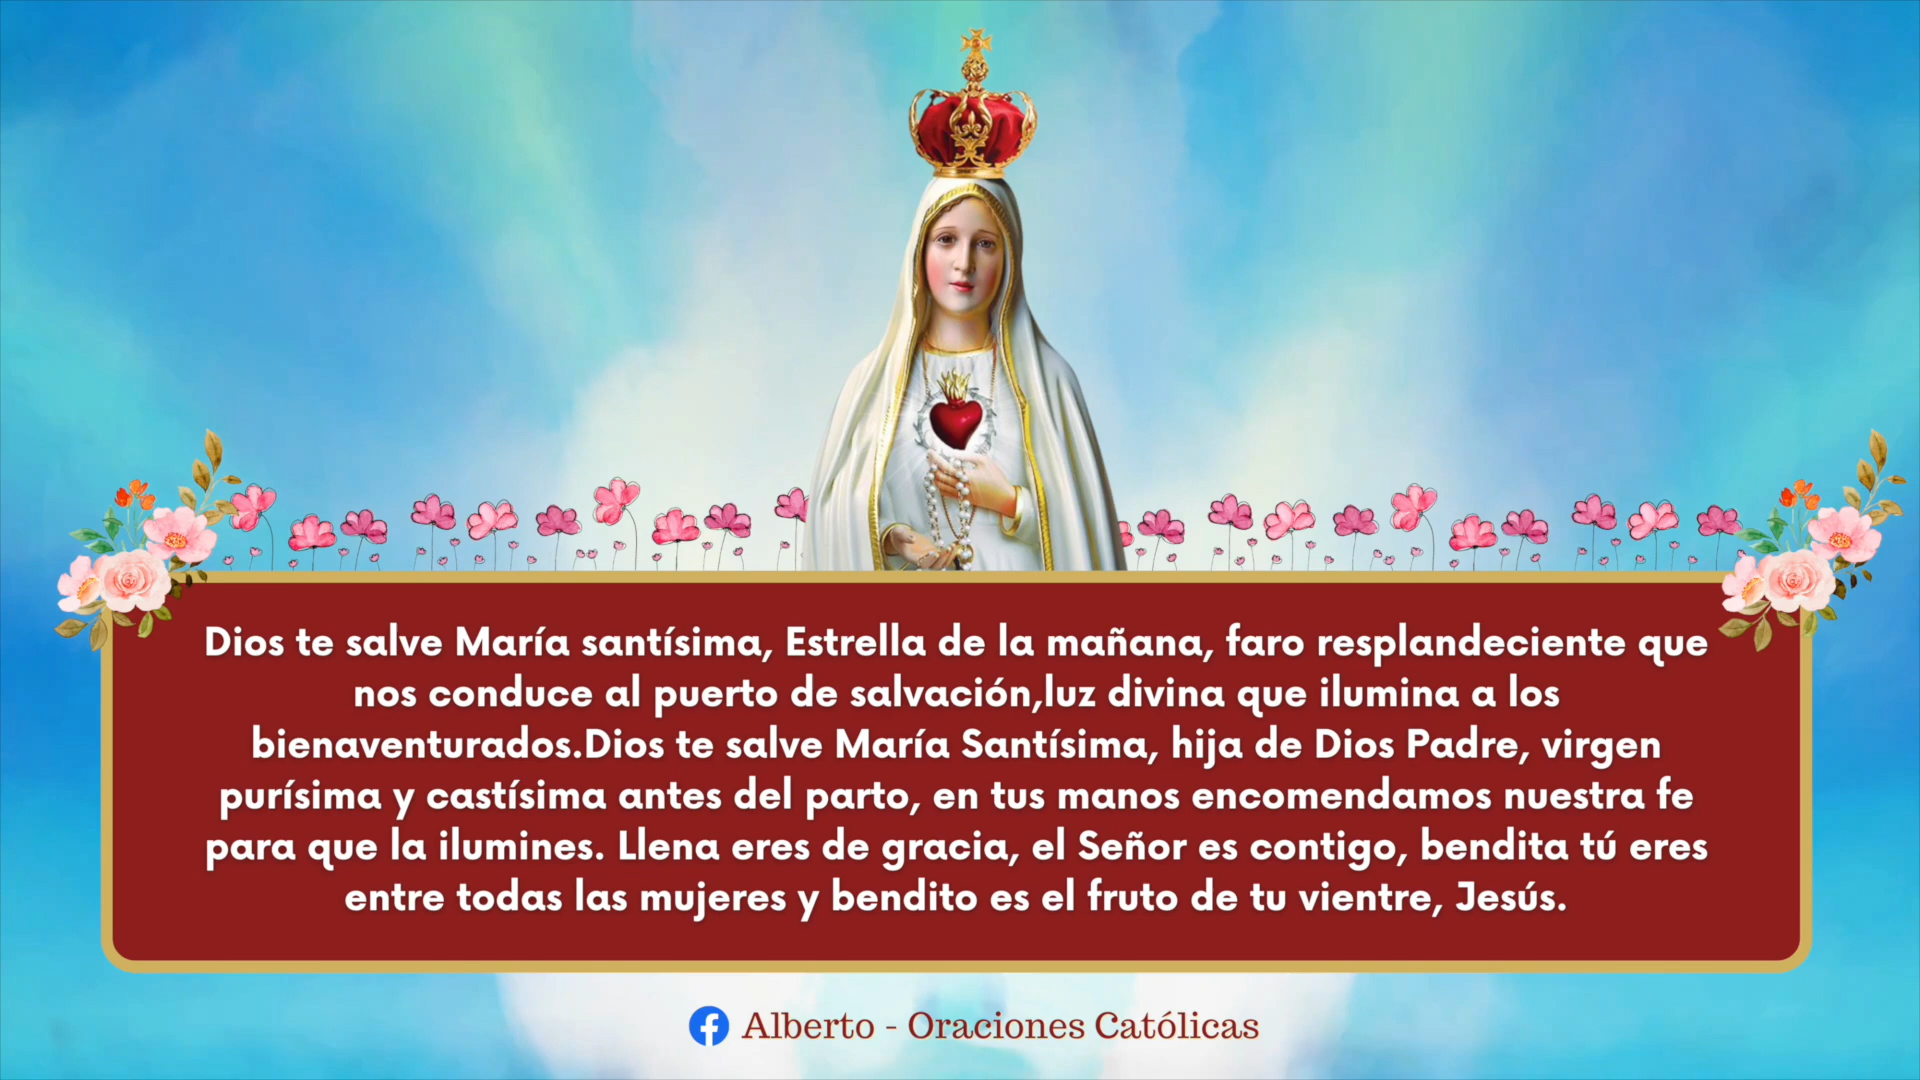 Dios te salve María santísima, Estrella de la mañana, faro resplandeciente que
nos conduce al puerto de salvación,luz divina que ilumina a los
bienaventurados.Dios te salve María Santísima, hija de Dios Padre, virgen
purísima y castísima antes del parto, en tus manos encomendamos nuestra fe
para que la ilumines. Llena eres de gracia, el Señor es contigo, bendita tú eres
entre todas las mujeres y bendito es el fruto de tu vientre, Jesús.
Alberto - Oraciones Católicas